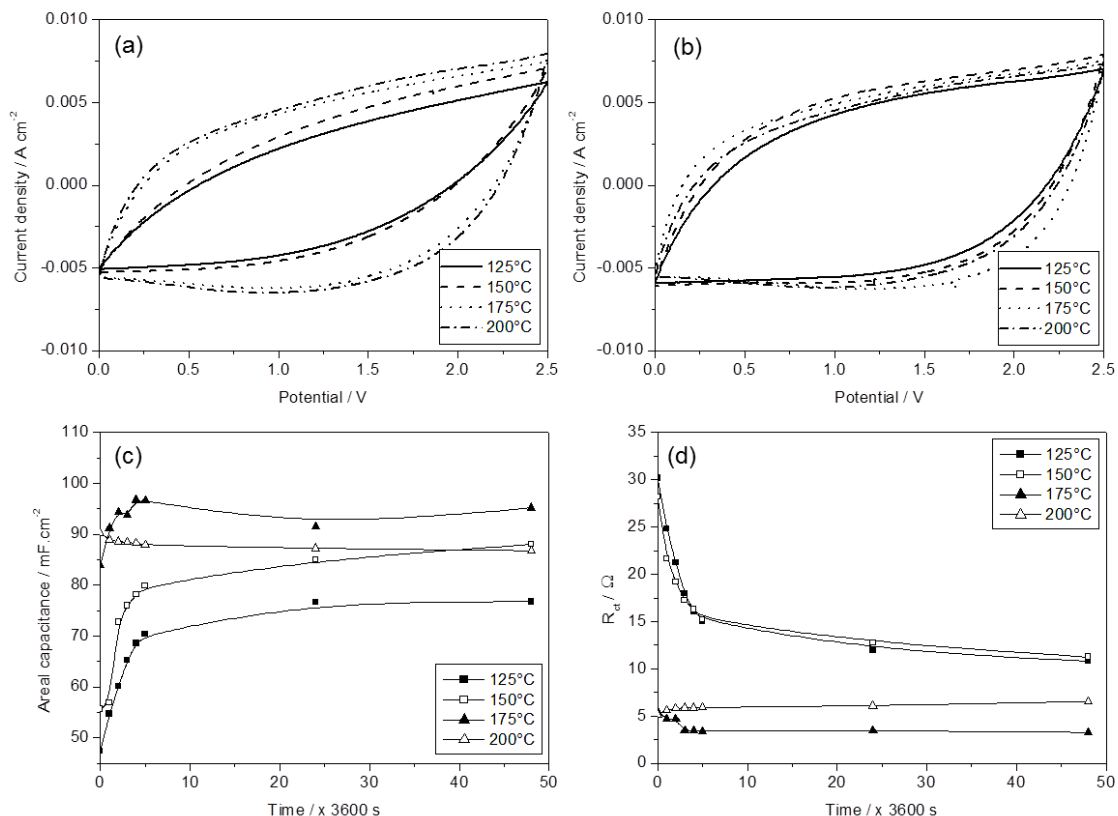 (a)
0.010
0.005
0.000
-0.005
-0.010
Current density / A cm⁻²
0.0 0.5 1.0 1.5 2.0 2.5
Potential / V
125°C
150°C
175°C
200°C
(b)
0.010
0.005
0.000
-0.005
-0.010
Current density / A cm⁻²
0.0 0.5 1.0 1.5 2.0 2.5
Potential / V
125°C
150°C
175°C
200°C
(c)
110
100
90
80
70
60
50
Areal capacitance / mF.cm⁻²
0 10 20 30 40 50
Time / x 3600 s
125°C
150°C
175°C
200°C
(d)
35
30
25
20
15
10
5
0
R_ct / Ω
0 10 20 30 40 50
Time / x 3600 s
125°C
150°C
175°C
200°C